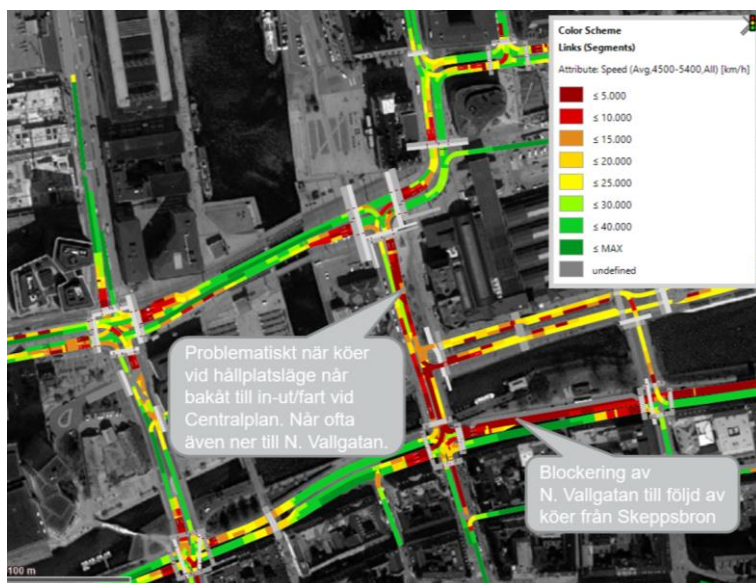 Color Scheme
Links (Segments)
Attribute: Speed (Avg,4500-5400,All) [km/h]
≤ 5.000
≤ 10.000
≤ 15.000
≤ 20.000
≤ 25.000
≤ 30.000
≤ 40.000
≤ MAX
undefined
Problematiskt när köer
vid hållplatsläge når
bakåt till in-ut/fart vid
Centralplan. Når ofta
även ner till N. Vallgatan.
Blockering av
N. Vallgatan till följd av
köer från Skeppsbron
100 m